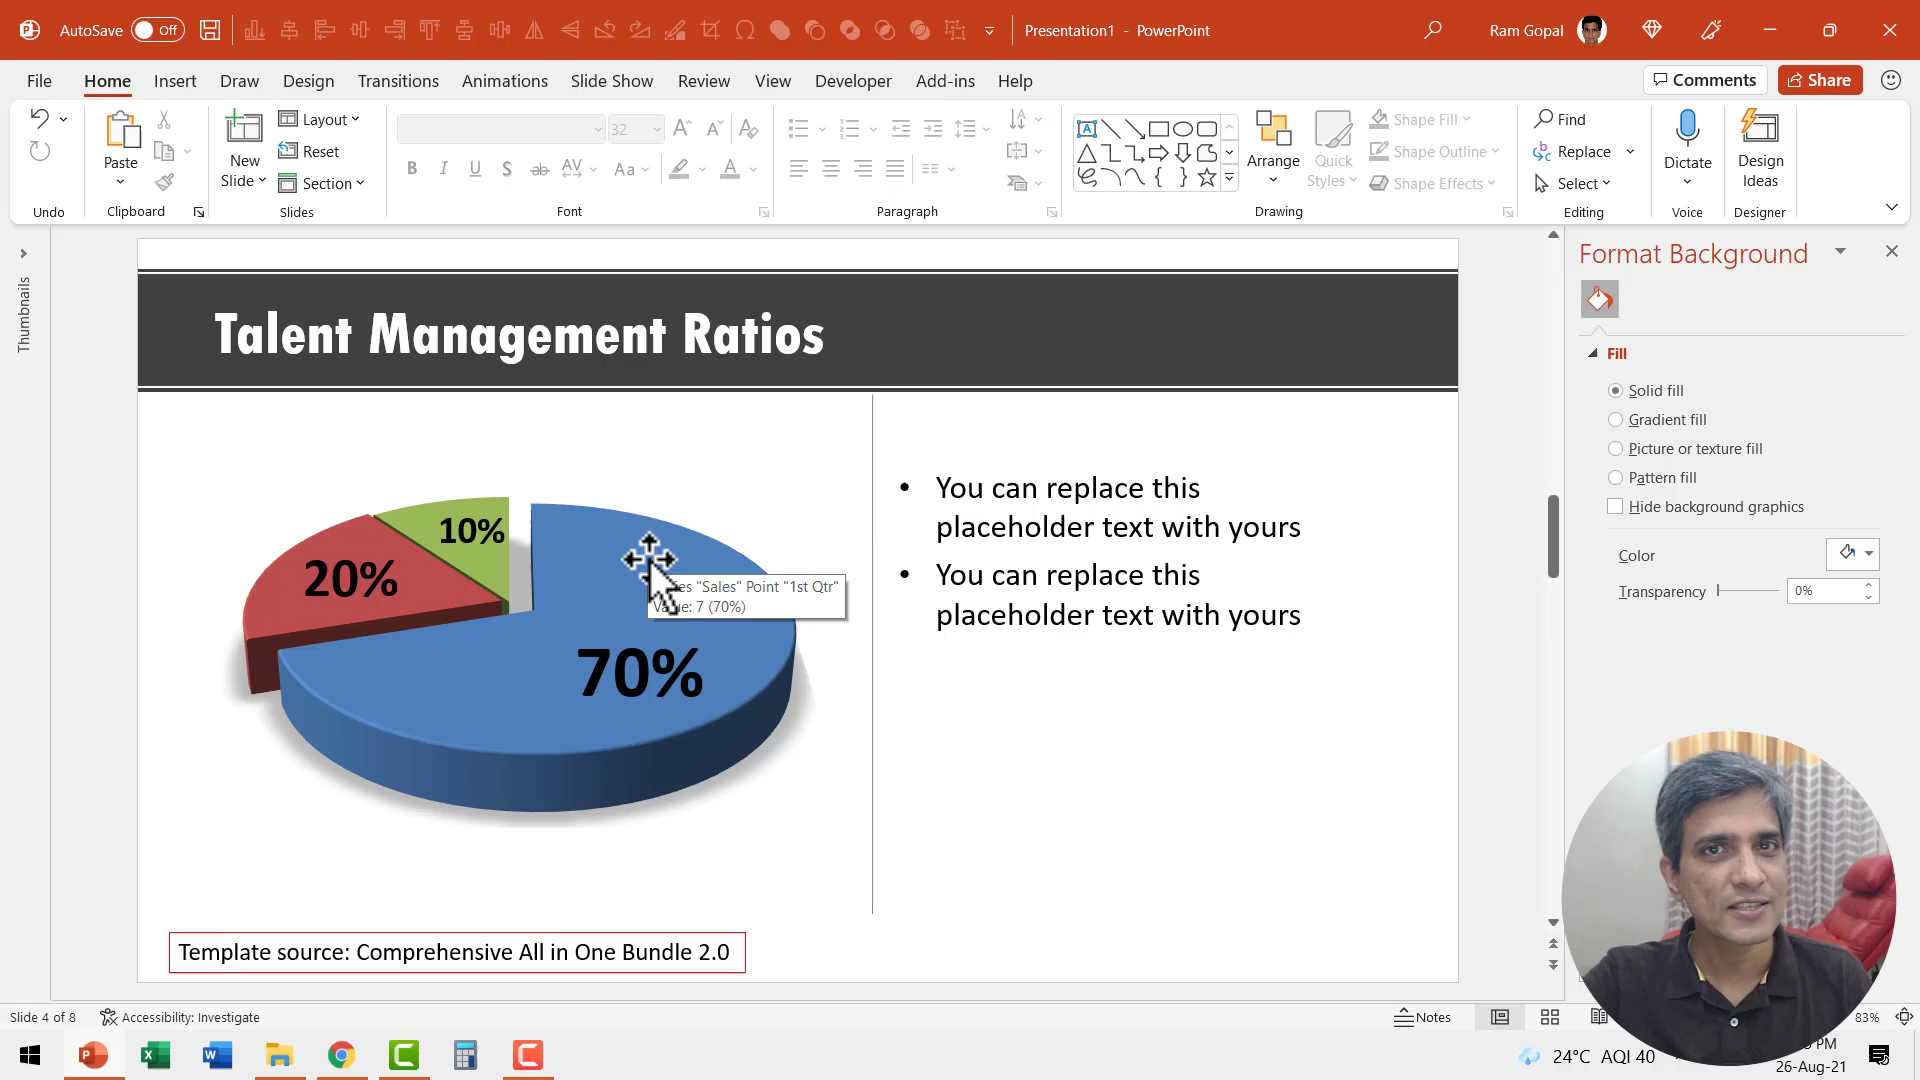 AutoSave Off
Presentation1 - PowerPoint
Ram Gopal
File Home Insert Draw Design Transitions Animations Slide Show Review View Developer Add-ins Help
Comments Share
Undo
Paste
Clipboard
New Slide
Layout
Reset
Section
Slides
32
Aa
Font
Paragraph
Arrange
Quick Styles
Shape Fill
Shape Outline
Shape Effects
Drawing
Find
Replace
Select
Editing
Dictate
Voice
Design Ideas
Designer
Thumbnails
Talent Management Ratios
10%
20%
70%
"Sales" Point "1st Qtr"
7 (70%)
• You can replace this
placeholder text with yours
• You can replace this
placeholder text with yours
Template source: Comprehensive All in One Bundle 2.0
Format Background
Fill
Solid fill
Gradient fill
Picture or texture fill
Pattern fill
Hide background graphics
Color
Transparency 0%
Slide 4 of 8 Accessibility: Investigate
Notes
83%
24°C AQI 40
PM
26-Aug-21